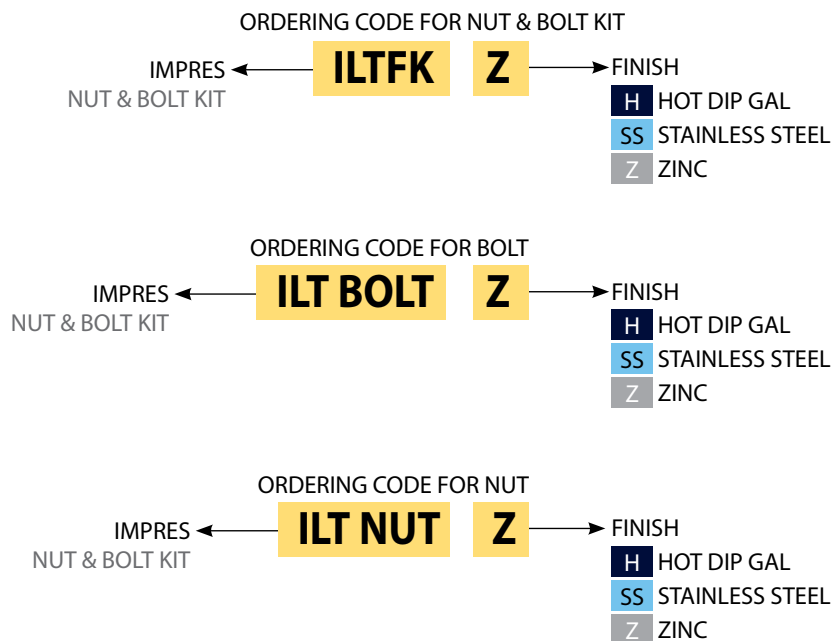 ORDERING CODE FOR NUT & BOLT KIT
IMPRES ILTFK Z FINISH
NUT & BOLT KIT
H HOT DIP GAL
SS STAINLESS STEEL
Z ZINC
ORDERING CODE FOR BOLT
IMPRES ILT BOLT Z FINISH
NUT & BOLT KIT
H HOT DIP GAL
SS STAINLESS STEEL
Z ZINC
ORDERING CODE FOR NUT
IMPRES ILT NUT Z FINISH
NUT & BOLT KIT
H HOT DIP GAL
SS STAINLESS STEEL
Z ZINC